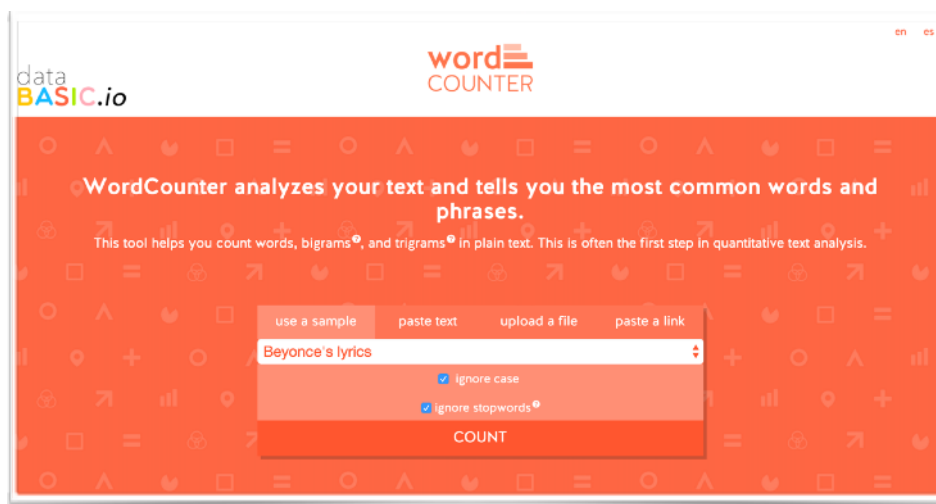 en es
data
BASIC.io
word
COUNTER
WordCounter analyzes your text and tells you the most common words and
phrases.
This tool helps you count words, bigrams?, and trigrams? in plain text. This is often the first step in quantitative text analysis.
use a sample paste text upload a file paste a link
Beyonce's lyrics
ignore case
ignore stopwords?
COUNT